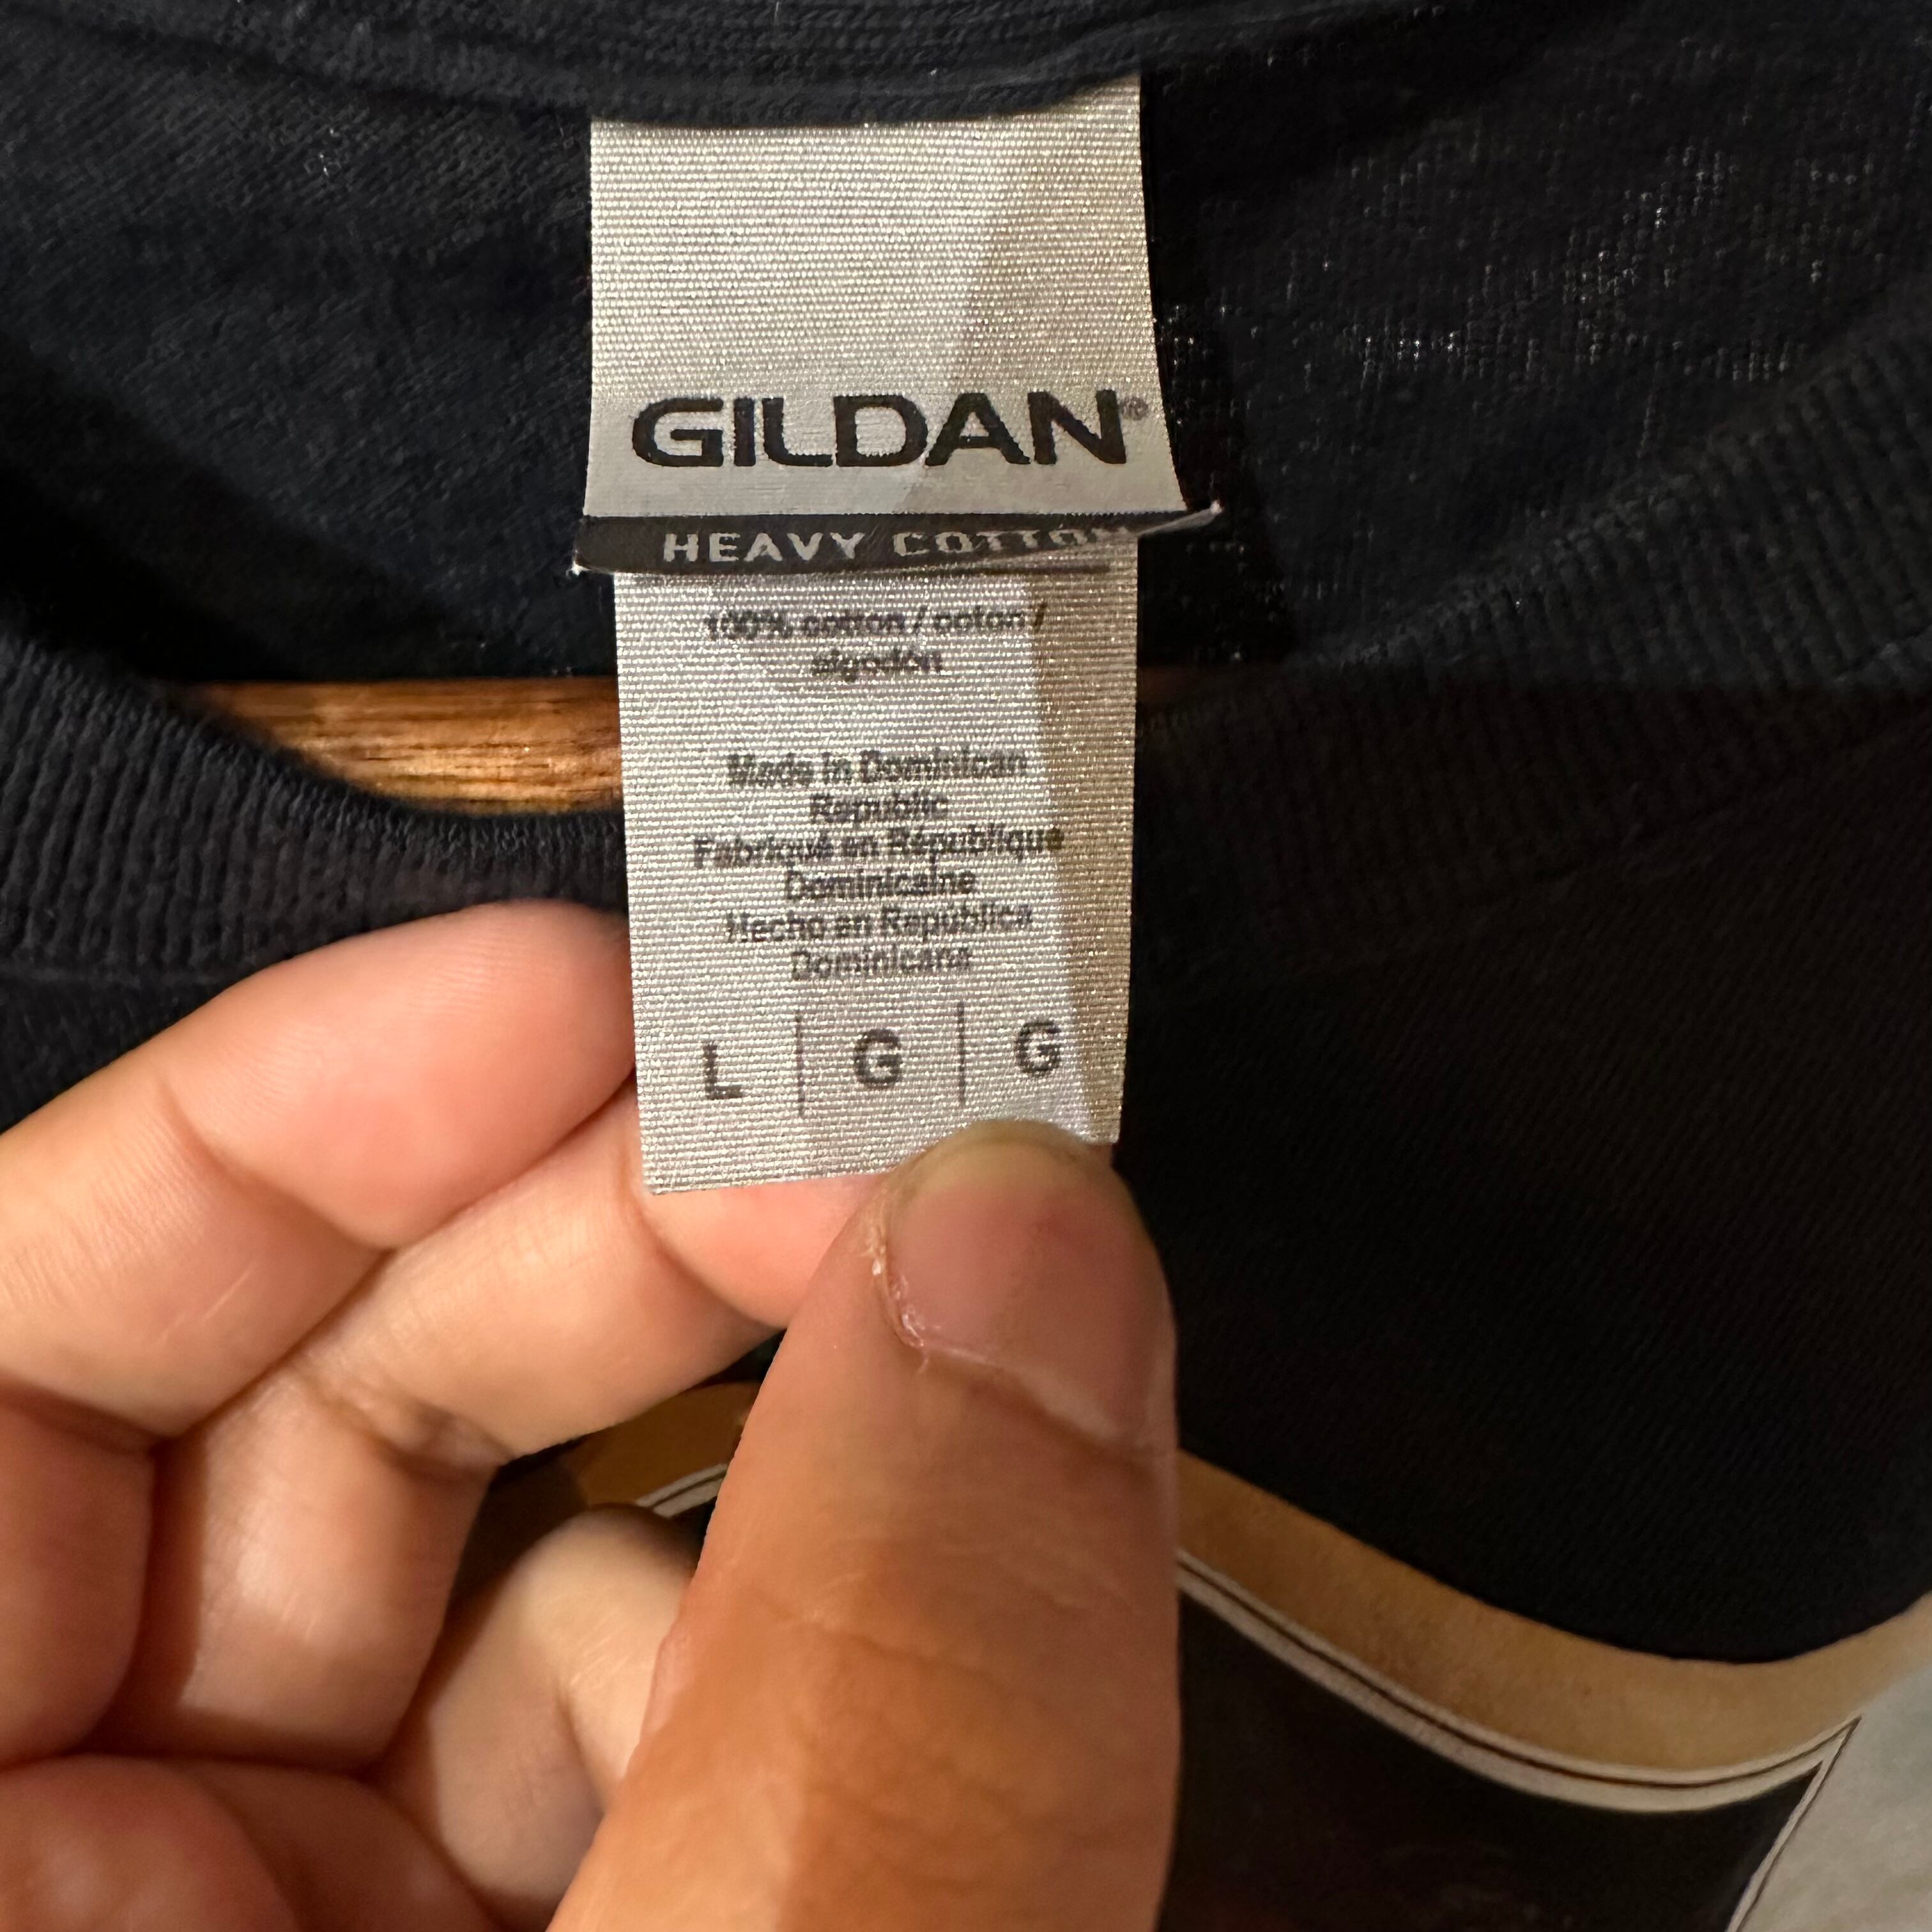 GILDAN®
HEAVY COTTON
100% cotton / coton /
algodón
Made in Dominican
Republic
Fabriqué en République
Dominicaine
Hecho en República
Dominicana
L | G | G